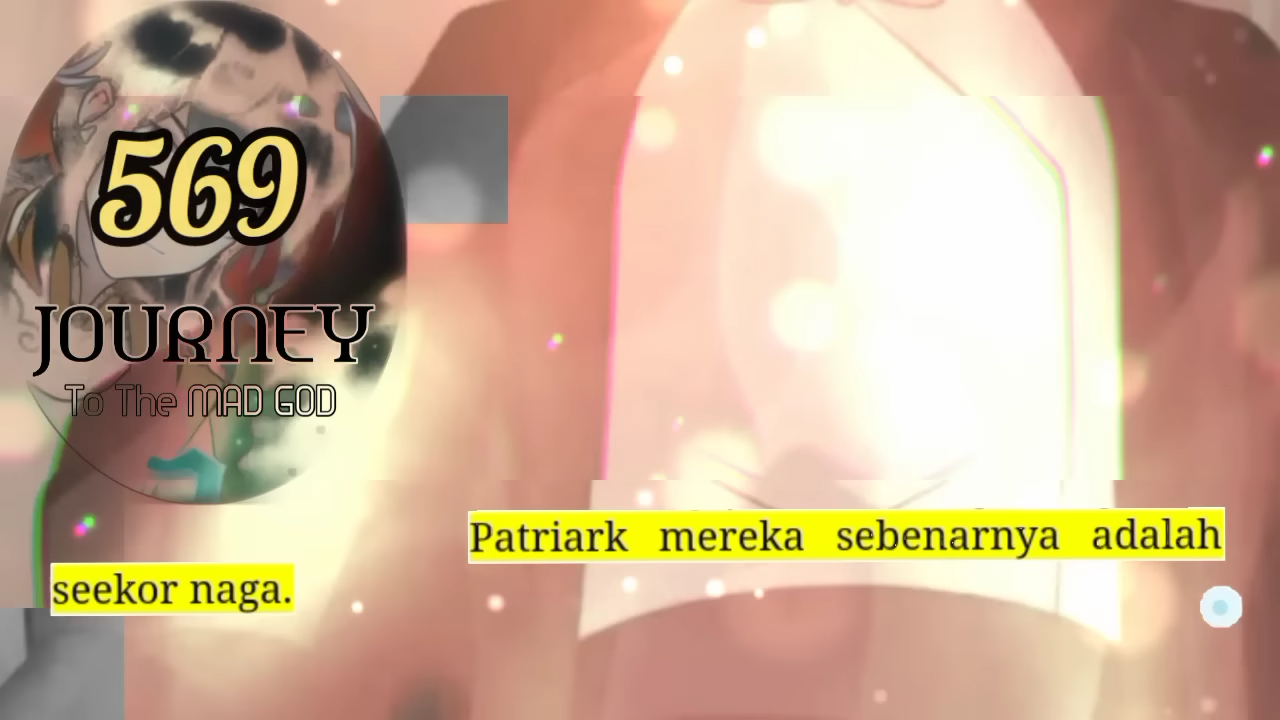 569
JOURNEY
To The MAD GOD
Patriark mereka sebenarnya adalah
seekor naga.